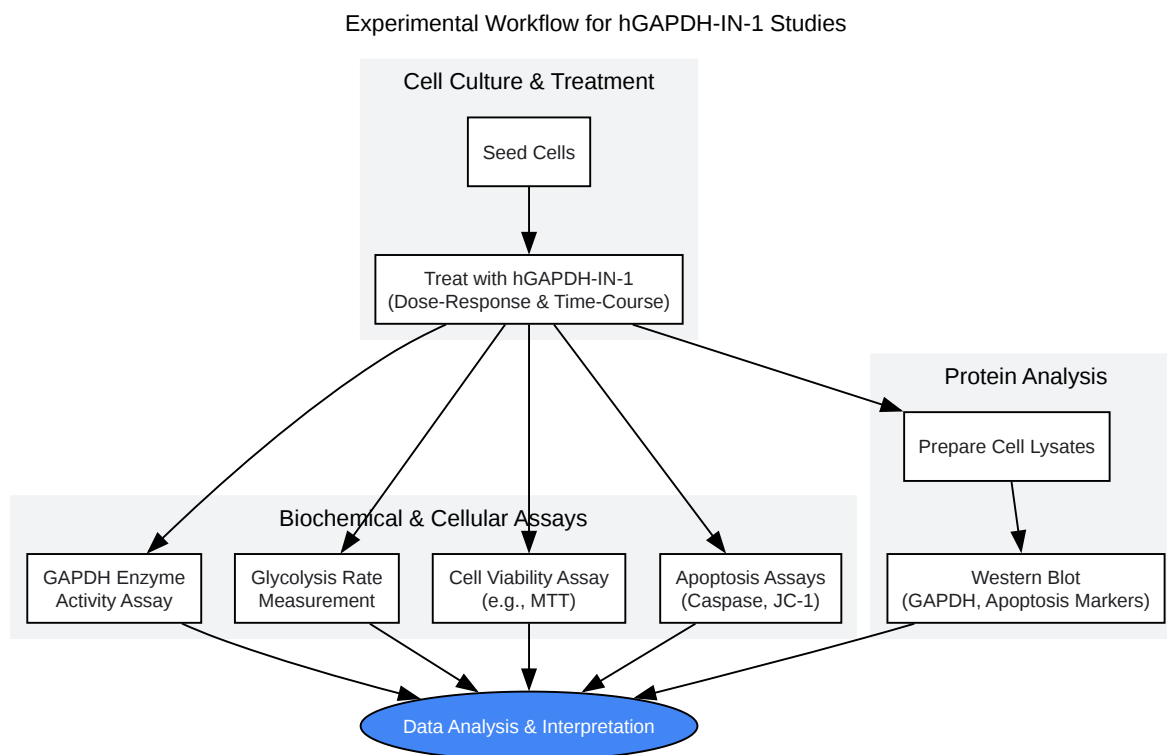 Experimental Workflow for hGAPDH-IN-1 Studies
Cell Culture & Treatment
Seed Cells
Treat with hGAPDH-IN-1
(Dose-Response & Time-Course)
Protein Analysis
Prepare Cell Lysates
Biochemical & Cellular Assays
GAPDH Enzyme
Activity Assay
Glycolysis Rate
Measurement
Cell Viability Assay
(e.g., MTT)
Apoptosis Assays
(Caspase, JC-1)
Western Blot
(GAPDH, Apoptosis Markers)
Data Analysis & Interpretation